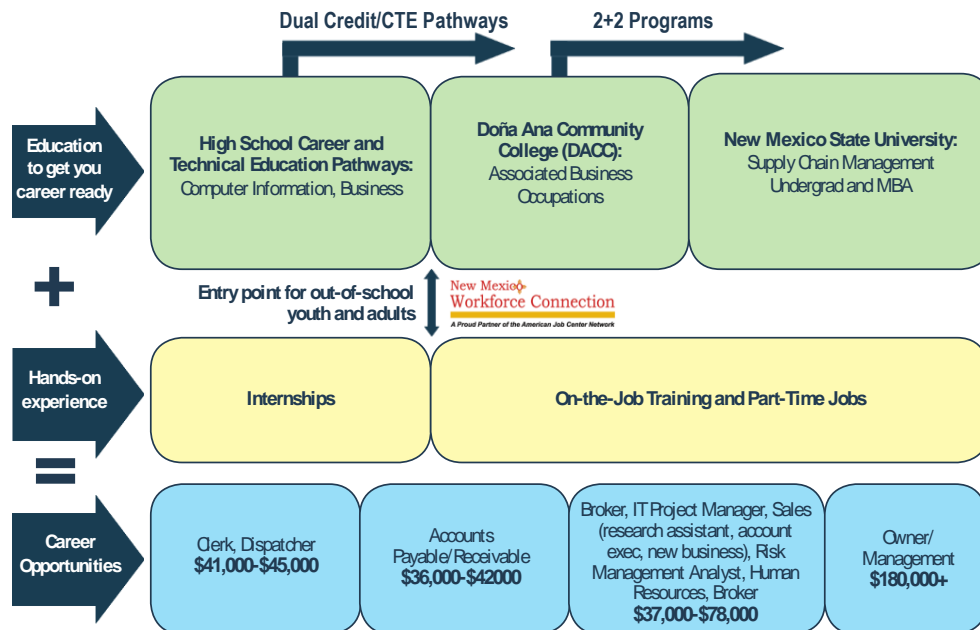 Dual Credit/CTE Pathways
2+2 Programs
Education
to get you
career ready
High School Career and
Technical Education Pathways:
Computer Information, Business
Doña Ana Community
College (DACC):
Associated Business
Occupations
New Mexico State University:
Supply Chain Management
Undergrad and MBA
+
Entry point for out-of-school
youth and adults
New Mexico
Workforce Connection
A Proud Partner of the American Job Center Network
Hands-on
experience
Internships
On-the-Job Training and Part-Time Jobs
=
Career
Opportunities
Clerk, Dispatcher
$41,000-$45,000
Accounts
Payable/Receivable
$36,000-$42000
Broker, IT Project Manager, Sales
(research assistant, account
exec, new business), Risk
Management Analyst, Human
Resources, Broker
$37,000-$78,000
Owner/
Management
$180,000+